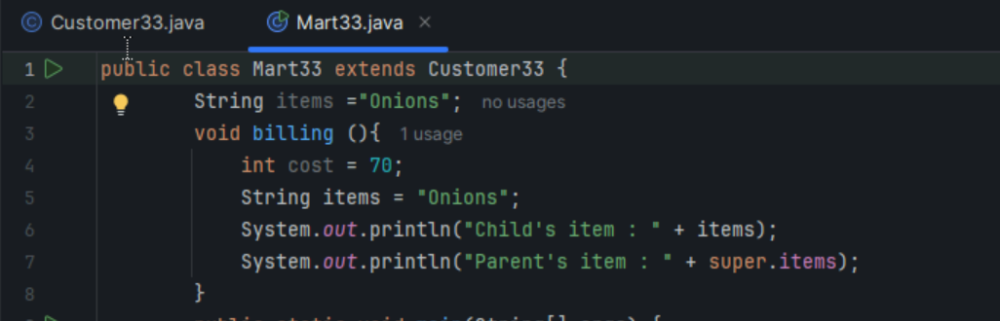 Customer33.java Mart33.java
1 public class Mart33 extends Customer33 {
2 String items ="Onions"; no usages
3 void billing (){ 1 usage
4 int cost = 70;
5 String items = "Onions";
6 System.out.println("Child's item : " + items);
7 System.out.println("Parent's item : " + super.items);
8 }